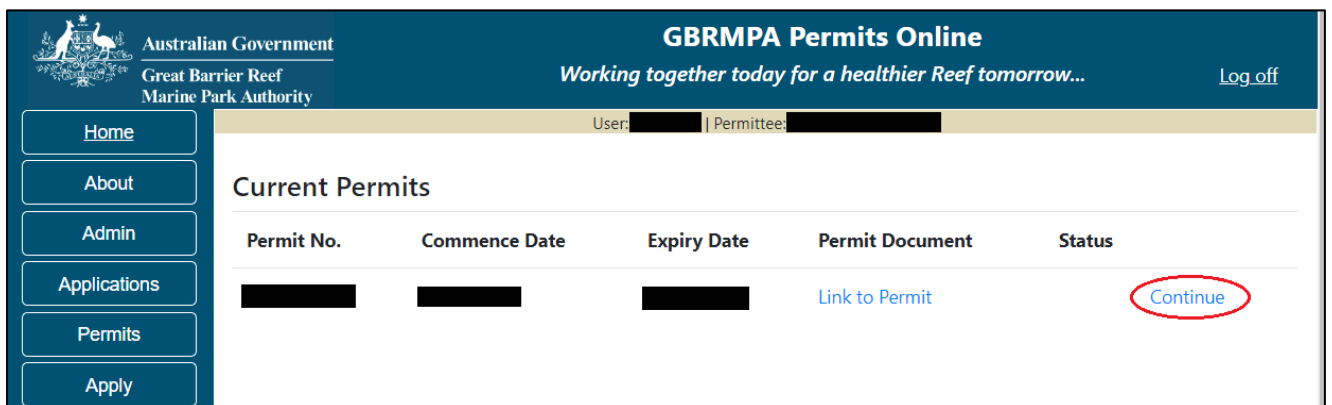 Australian Government
Great Barrier Reef
Marine Park Authority
GBRMPA Permits Online
Working together today for a healthier Reef tomorrow...
Log off
User: | Permittee:
Home
About
Admin
Applications
Permits
Apply
Current Permits
Permit No. Commence Date Expiry Date Permit Document Status
Link to Permit Continue